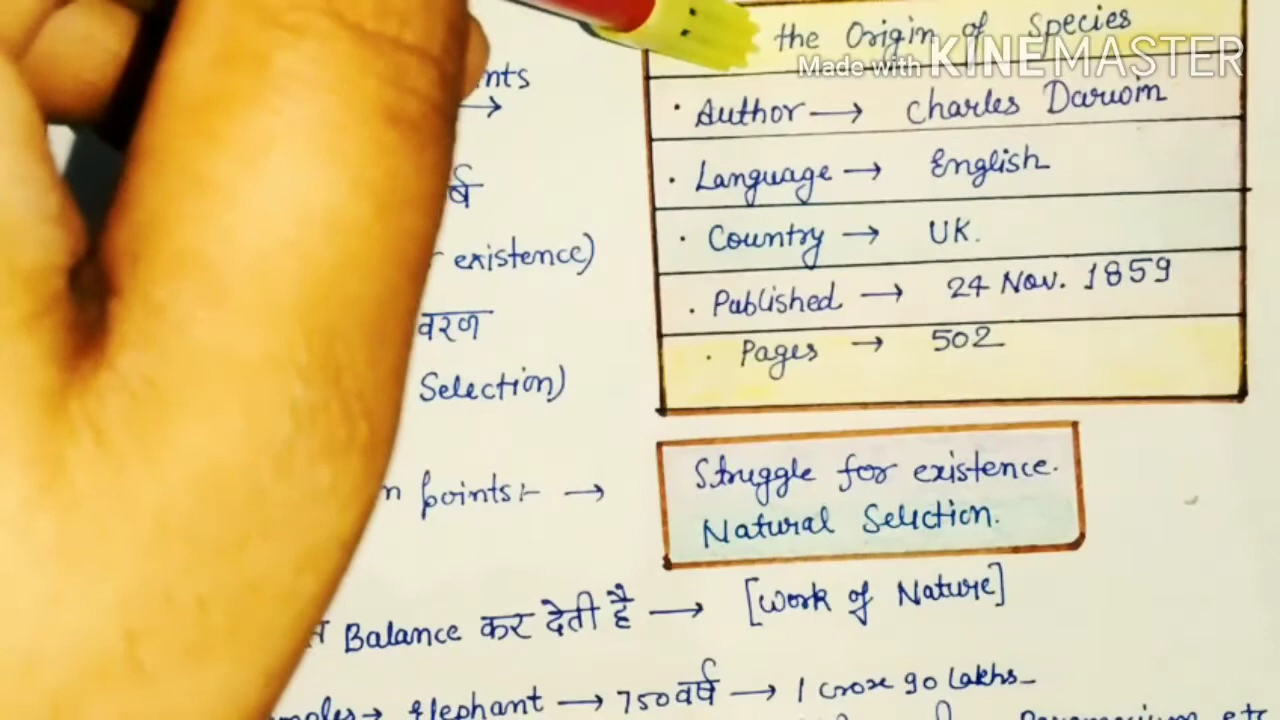 the Origin of Species
Made with KINEMASTER
nts
→
· Author → Charles Darwin
· Language → English
र्ष
· Country → UK.
existence)
· Published → 24 Nov. 1859
वरण
· Pages → 502
Selection)
points:- →
Struggle for existence.
Natural Selection.
Balance कर देती है → [Work of Nature]
Elephant → 750 वर्ष → 1 crore 90 Lakhs
Paramecium etc